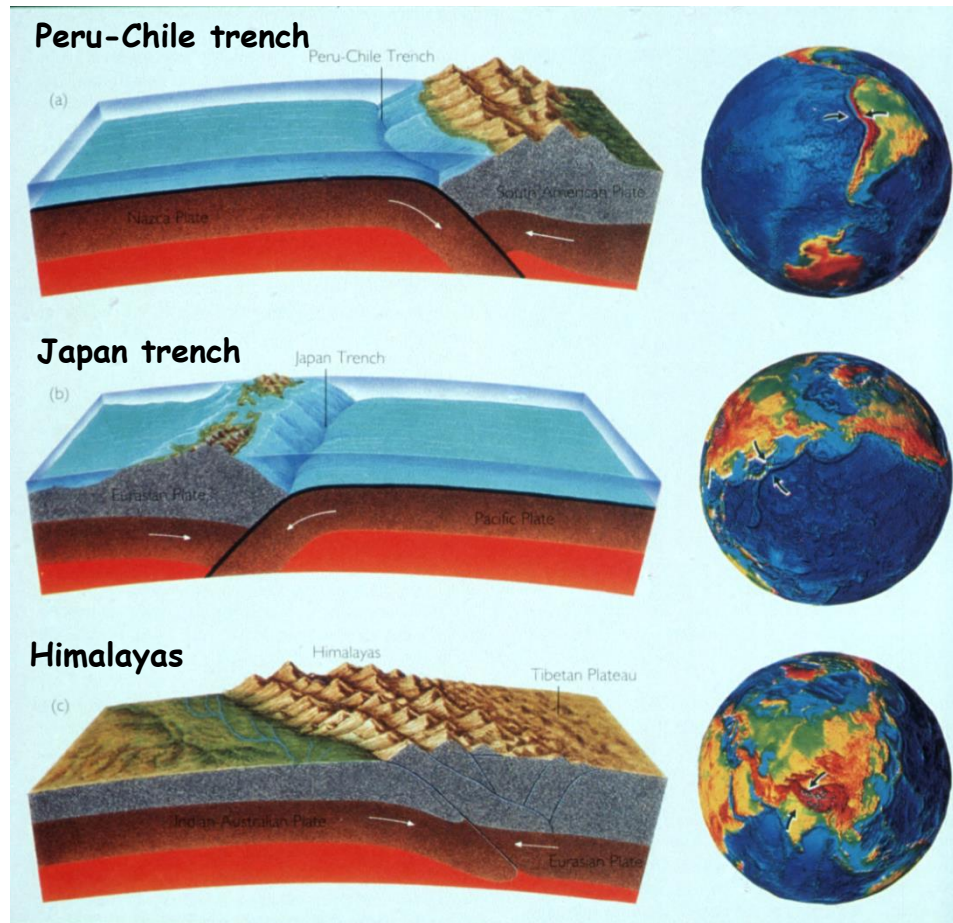 Peru-Chile trench
Peru-Chile Trench
(a)
South American Plate
Nazca Plate
Japan trench
Japan Trench
(b)
Eurasian Plate
Pacific Plate
Himalayas
Himalayas
Tibetan Plateau
(c)
Indian-Australian Plate
Eurasian Plate